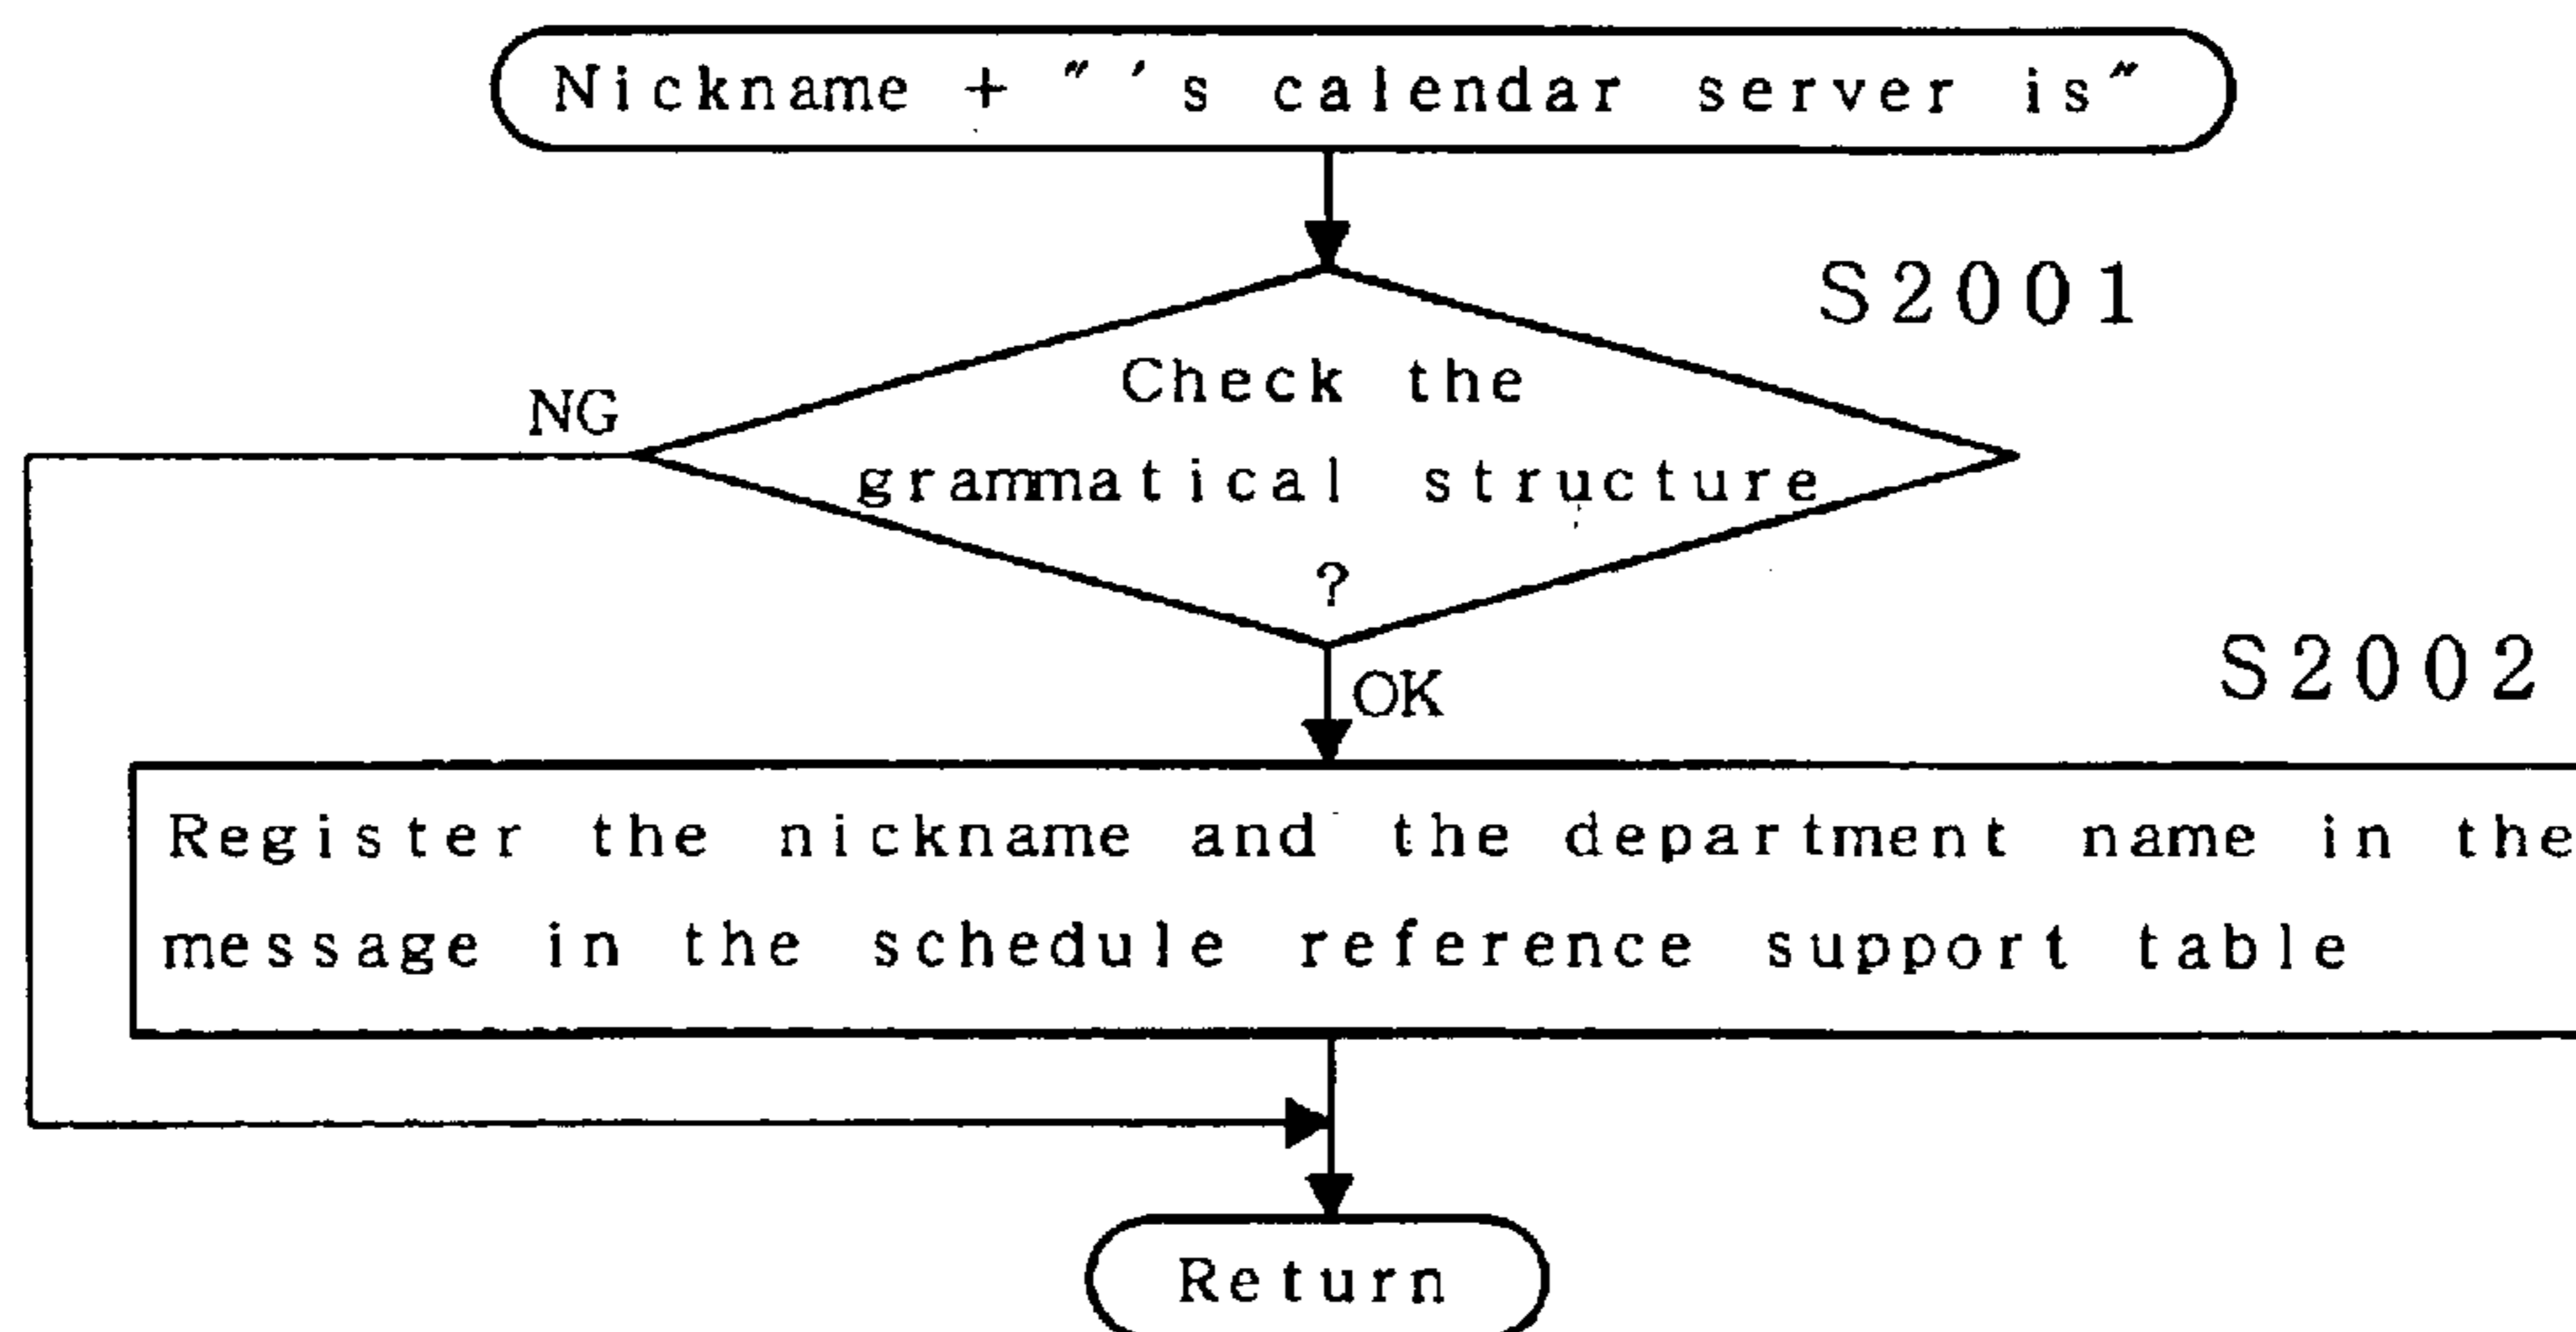 Nickname + "'s calendar server is"
S2001
Check the
NG
grammatical structure
?
S2002
OK
Register the nickname and the department name in the
message in the schedule reference support table
Return